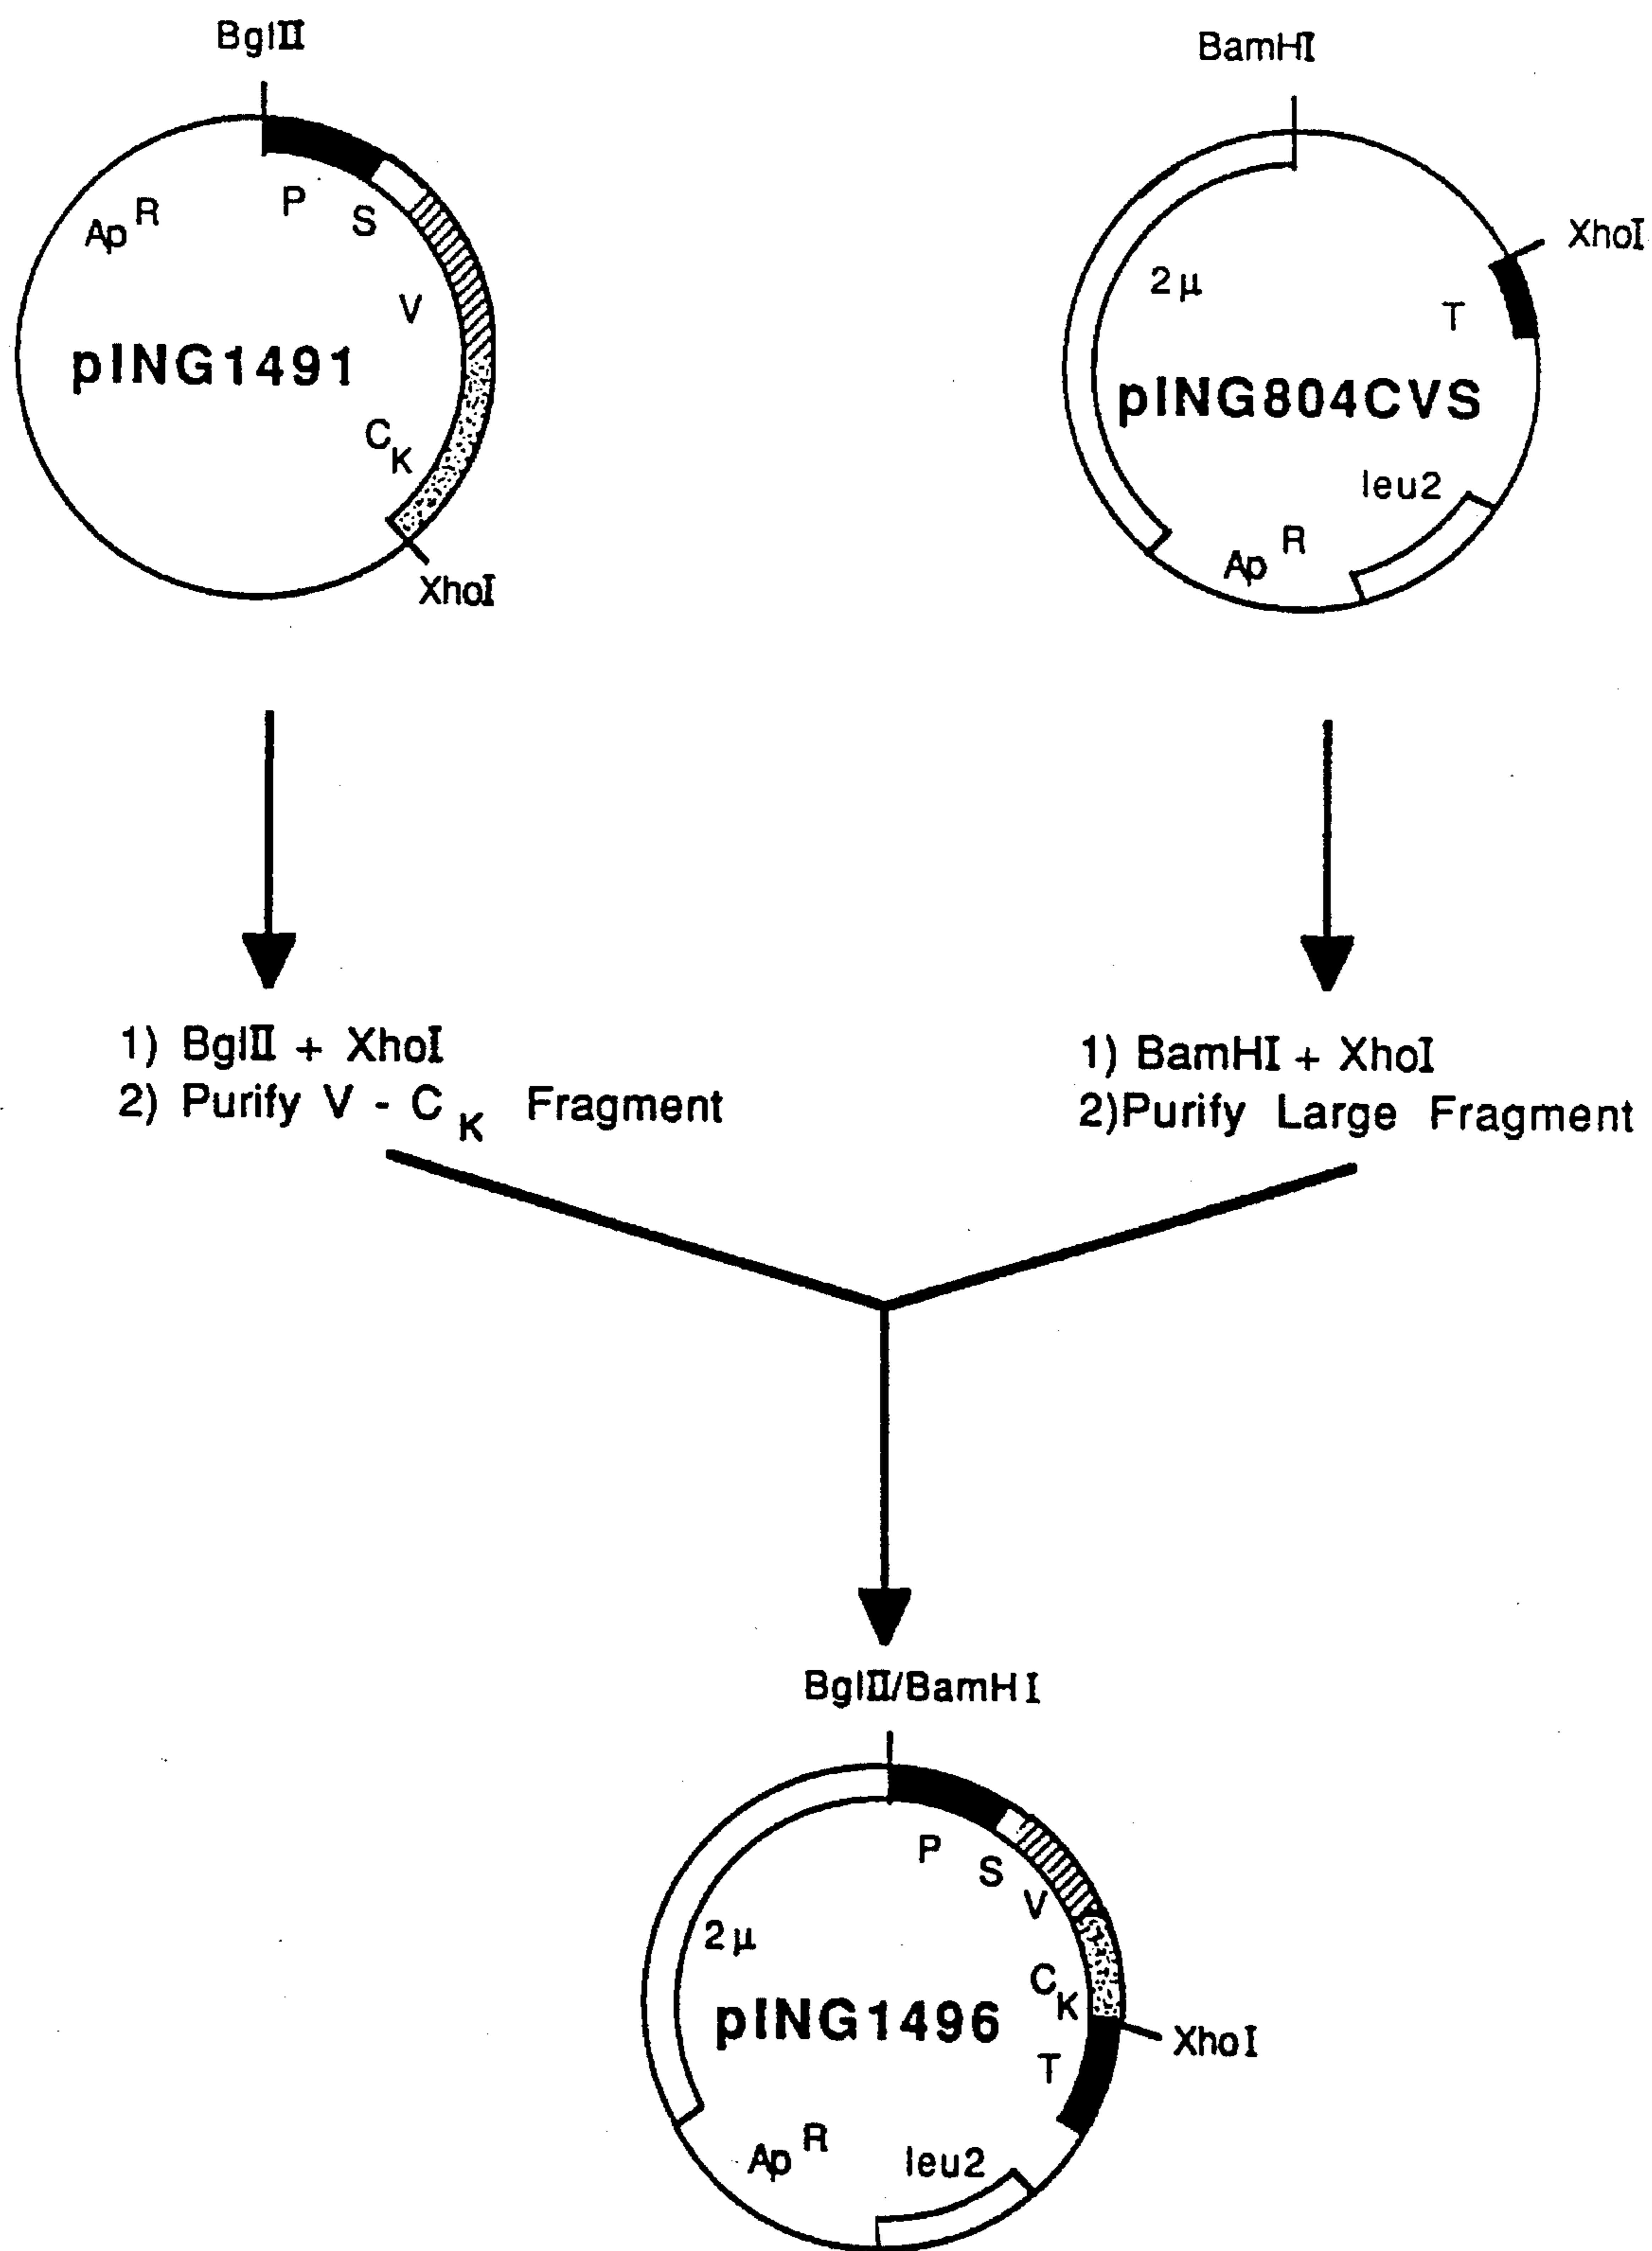 BglII
Ap R
P
S
V
pING1491
C K
XhoI
BamHI
XhoI
2 μ
T
pING804CVS
leu2
Ap R
1) BglII + XhoI
2) Purify V - C K Fragment
1) BamHI + XhoI
2)Purify Large Fragment
BglII/BamHI
P
S
V
2 μ
C K
pING1496
XhoI
T
Ap R
leu2